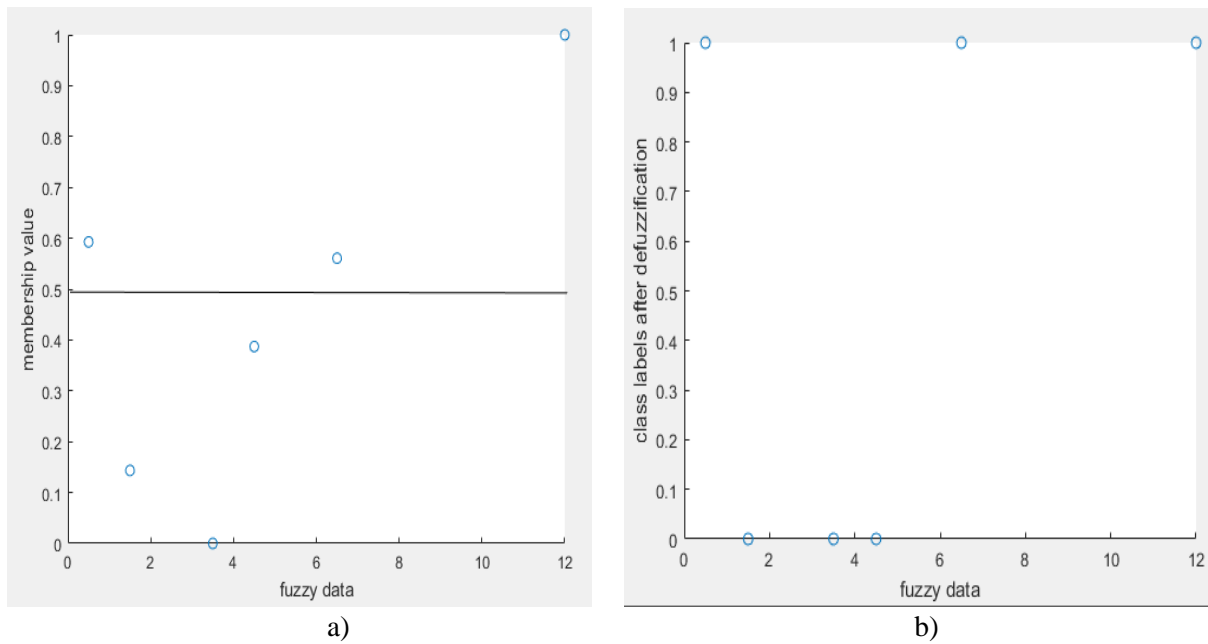 1
0.9
0.8
0.7
0.6
0.5
0.4
0.3
0.2
0.1
0
membership value
0 2 4 6 8 10 12
fuzzy data
a)
1
0.9
0.8
0.7
0.6
0.5
0.4
0.3
0.2
0.1
0
class labels after defuzzification
0 2 4 6 8 10 12
fuzzy data
b)